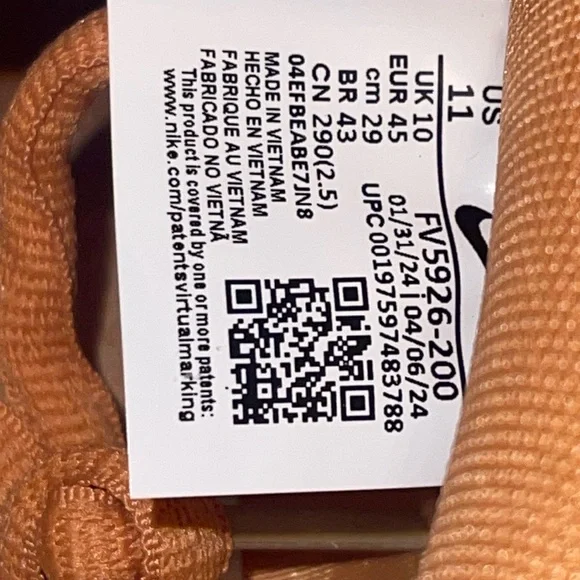 US
11
UK 10
EUR 45
cm 29
BR 43
CN 290(2.5)
FV5926-200
01/31/24 | 04/06/24
UPC 00197597483788
04EFBEABE7JN8
MADE IN VIETNAM
HECHO EN VIETNAM
FABRIQUE AU VIETNAM
FABRICADO NO VIETNÃ
This product is covered by one or more patents:
www.nike.com/patentsvirtualmarking